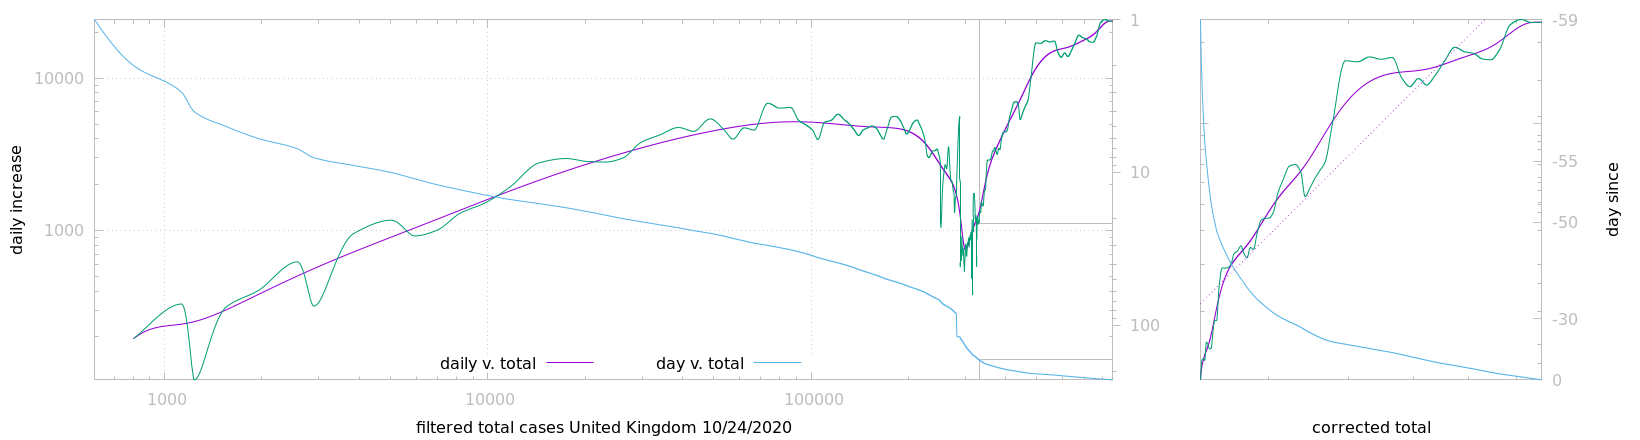 10000
1000
daily increase
1000
10000
100000
1
10
100
daily v. total
day v. total
filtered total cases United Kingdom 10/24/2020
-59
-55
-50
-30
0
day since
corrected total